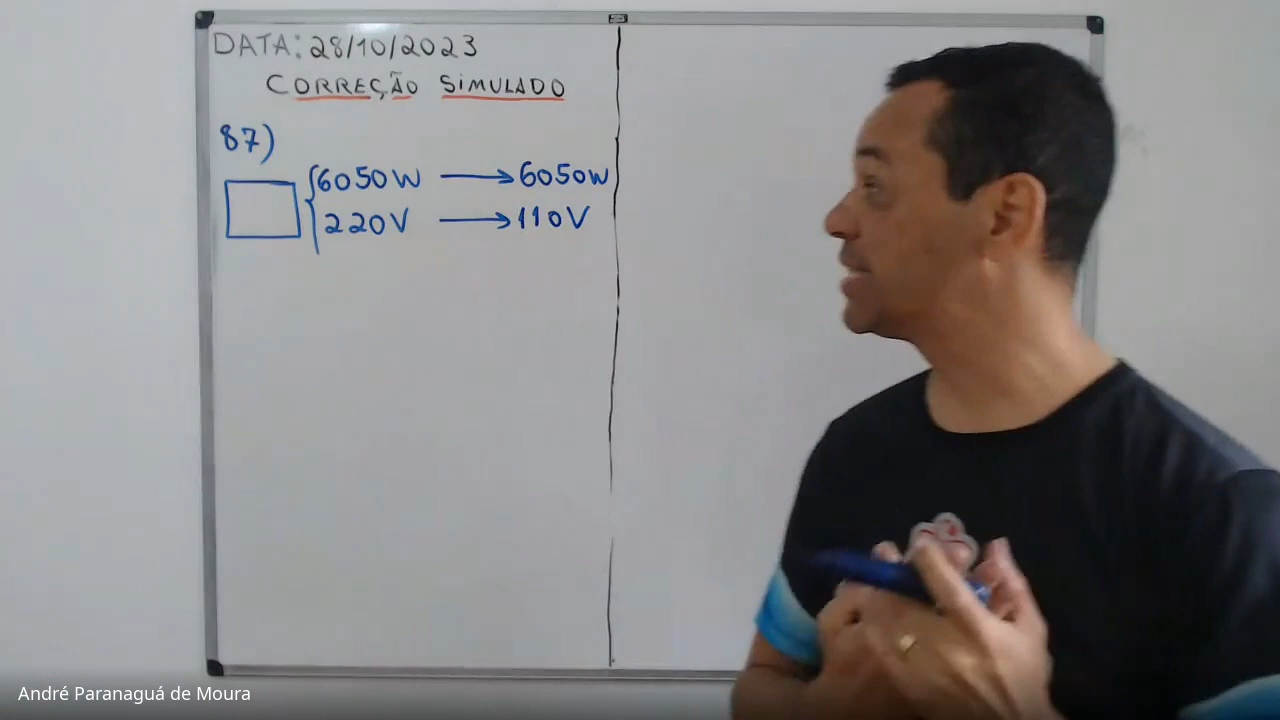 DATA: 28/10/2023
CORREÇÃO SIMULADO
87)
6050W → 6050W
220V → 110V
André Paranaguá de Moura